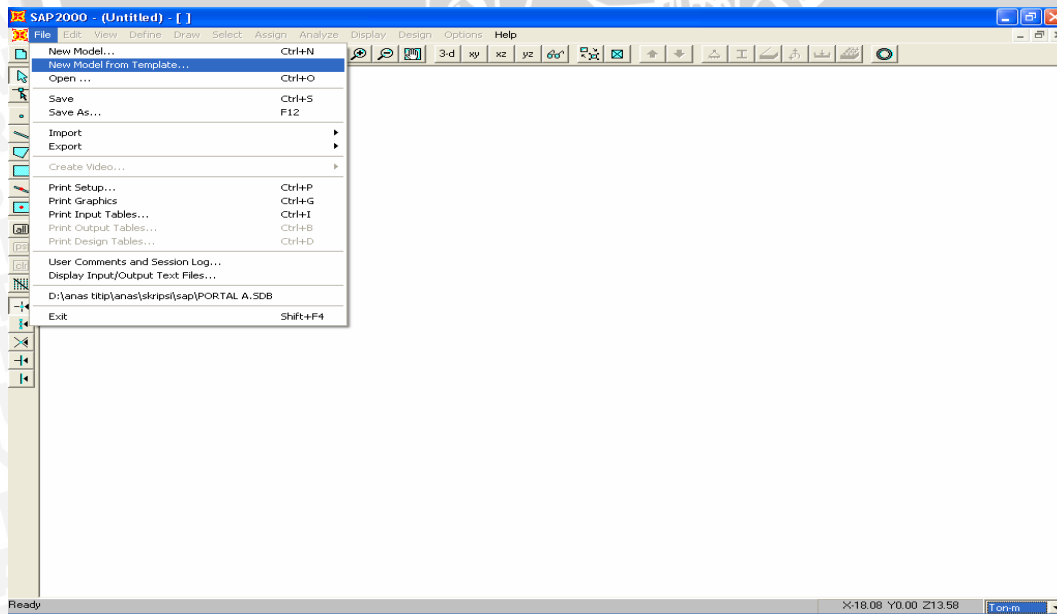 SAP2000 - (Untitled) - [ ]
File Edit View Define Draw Select Assign Analyze Display Design Options Help
3-d xy xz yz
New Model... Ctrl+N
New Model from Template...
Open ... Ctrl+O
Save Ctrl+S
Save As... F12
Import
Export
Create Video...
Print Setup... Ctrl+P
Print Graphics Ctrl+G
Print Input Tables... Ctrl+I
Print Output Tables... Ctrl+B
Print Design Tables... Ctrl+D
User Comments and Session Log...
Display Input/Output Text Files...
D:\anas titip\anas\skripsi\sap\PORTAL A.SDB
Exit Shift+F4
all
ps
clr
Ready X-18.08 Y0.00 Z13.58 Ton-m